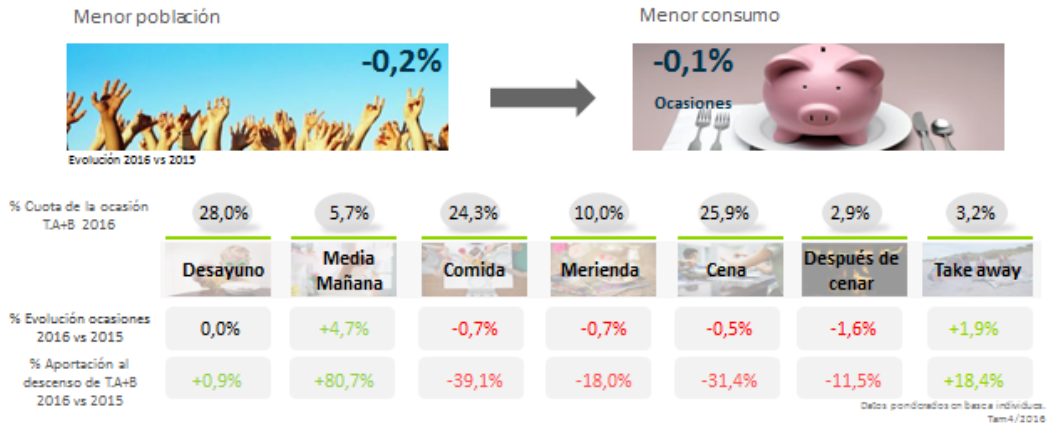 Menor población
Menor consumo
-0,2%
-0,1%
Ocasiones
Evolución 2016 vs 2015
% Cuota de la ocasión
T.A+B 2016
28,0% 5,7% 24,3% 10,0% 25,9% 2,9% 3,2%
Desayuno Media Mañana Comida Merienda Cena Después de cenar Take away
% Evolución ocasiones
2016 vs 2015
0,0% +4,7% -0,7% -0,7% -0,5% -1,6% +1,9%
% Aportación al
descenso de T.A+B
2016 vs 2015
+0,9% +80,7% -39,1% -18,0% -31,4% -11,5% +18,4%
Datos ponderados en base a individuos.
Tam4/2016